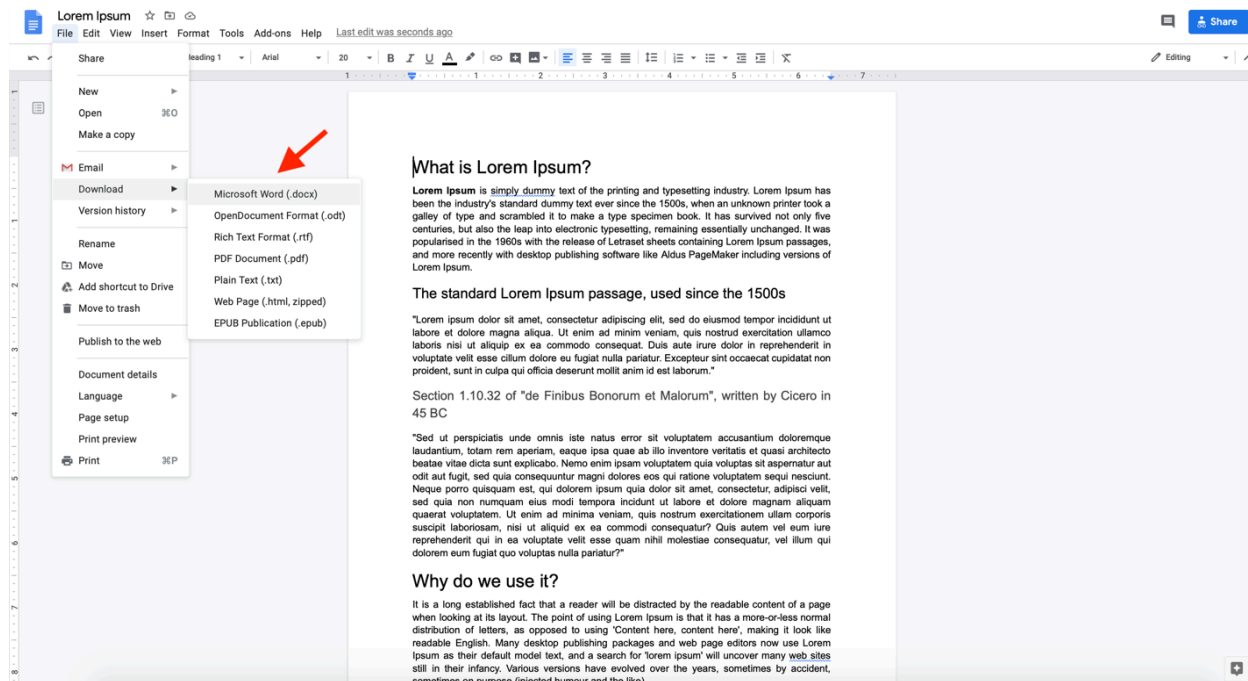 Lorem Ipsum
File Edit View Insert Format Tools Add-ons Help Last edit was seconds ago
Share
Heading 1 Arial 20 B I U A
Editing
1 1 2 3 4 5 6 7
Share
New
Open ⌘O
Make a copy
Email
Download
Version history
Rename
Move
Add shortcut to Drive
Move to trash
Publish to the web
Document details
Language
Page setup
Print preview
Print ⌘P
Microsoft Word (.docx)
OpenDocument Format (.odt)
Rich Text Format (.rtf)
PDF Document (.pdf)
Plain Text (.txt)
Web Page (.html, zipped)
EPUB Publication (.epub)
What is Lorem Ipsum?
Lorem Ipsum is simply dummy text of the printing and typesetting industry. Lorem Ipsum has
been the industry's standard dummy text ever since the 1500s, when an unknown printer took a
galley of type and scrambled it to make a type specimen book. It has survived not only five
centuries, but also the leap into electronic typesetting, remaining essentially unchanged. It was
popularised in the 1960s with the release of Letraset sheets containing Lorem Ipsum passages,
and more recently with desktop publishing software like Aldus PageMaker including versions of
Lorem Ipsum.
The standard Lorem Ipsum passage, used since the 1500s
"Lorem ipsum dolor sit amet, consectetur adipiscing elit, sed do eiusmod tempor incididunt ut
labore et dolore magna aliqua. Ut enim ad minim veniam, quis nostrud exercitation ullamco
laboris nisi ut aliquip ex ea commodo consequat. Duis aute irure dolor in reprehenderit in
voluptate velit esse cillum dolore eu fugiat nulla pariatur. Excepteur sint occaecat cupidatat non
proident, sunt in culpa qui officia deserunt mollit anim id est laborum."
Section 1.10.32 of "de Finibus Bonorum et Malorum", written by Cicero in
45 BC
"Sed ut perspiciatis unde omnis iste natus error sit voluptatem accusantium doloremque
laudantium, totam rem aperiam, eaque ipsa quae ab illo inventore veritatis et quasi architecto
beatae vitae dicta sunt explicabo. Nemo enim ipsam voluptatem quia voluptas sit aspernatur aut
odit aut fugit, sed quia consequuntur magni dolores eos qui ratione voluptatem sequi nesciunt.
Neque porro quisquam est, qui dolorem ipsum quia dolor sit amet, consectetur, adipisci velit,
sed quia non numquam eius modi tempora incidunt ut labore et dolore magnam aliquam
quaerat voluptatem. Ut enim ad minima veniam, quis nostrum exercitationem ullam corporis
suscipit laboriosam, nisi ut aliquid ex ea commodi consequatur? Quis autem vel eum iure
reprehenderit qui in ea voluptate velit esse quam nihil molestiae consequatur, vel illum qui
dolorem eum fugiat quo voluptas nulla pariatur?"
Why do we use it?
It is a long established fact that a reader will be distracted by the readable content of a page
when looking at its layout. The point of using Lorem Ipsum is that it has a more-or-less normal
distribution of letters, as opposed to using 'Content here, content here', making it look like
readable English. Many desktop publishing packages and web page editors now use Lorem
Ipsum as their default model text, and a search for 'lorem ipsum' will uncover many web sites
still in their infancy. Various versions have evolved over the years, sometimes by accident,
sometimes on purpose (injected humour and the like).